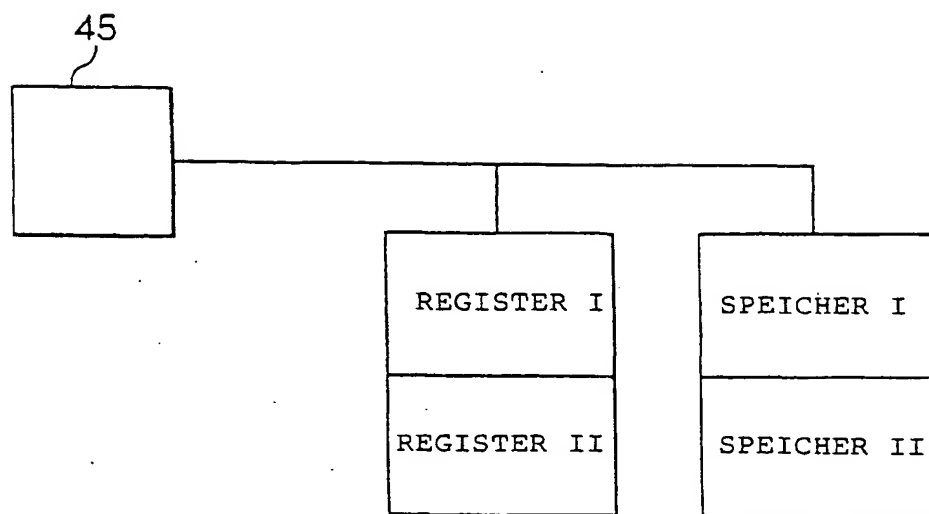 45
REGISTER I
SPEICHER I
REGISTER II
SPEICHER II